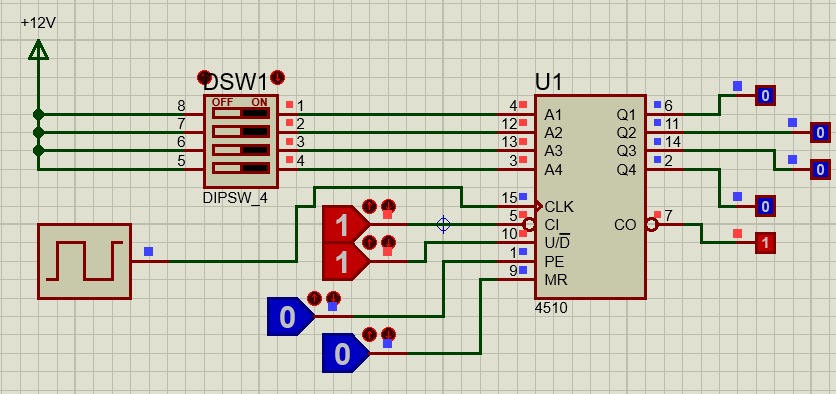 +12V
DSW1
OFF ON
8 1
7 2
6 3
5 4
DIPSW_4
U1
4 A1 Q1 6 0
12 A2 Q2 11 0
13 A3 Q3 14 0
3 A4 Q4 2 0
15 CLK
5 CI CO 7 1
10 U/D
1 PE
9 MR
4510
1
1
0
0